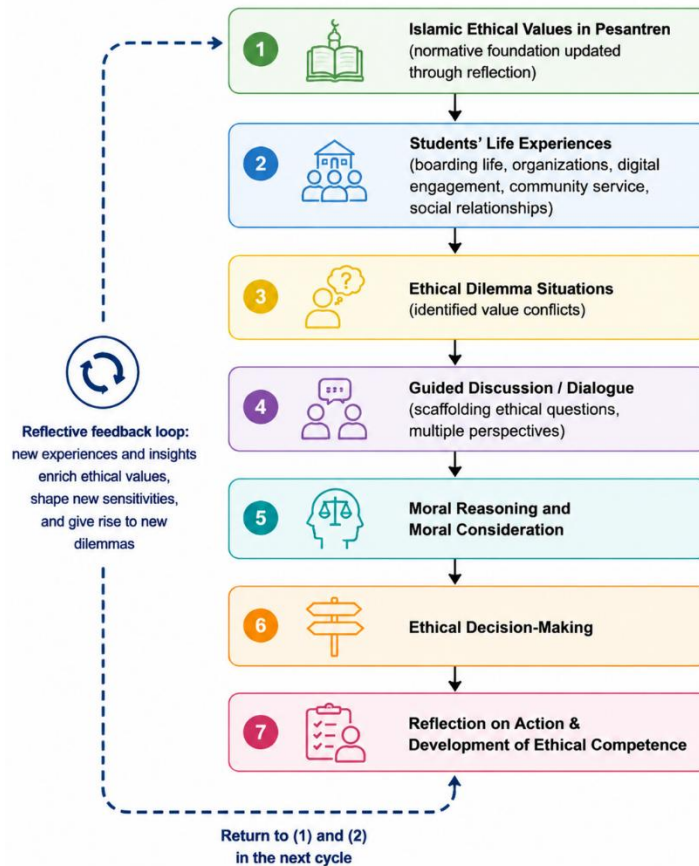 1
Islamic Ethical Values in Pesantren
(normative foundation updated
through reflection)
2
Students’ Life Experiences
(boarding life, organizations, digital
engagement, community service,
social relationships)
3
?
Ethical Dilemma Situations
(identified value conflicts)
4
Guided Discussion / Dialogue
(scaffolding ethical questions,
multiple perspectives)
5
Moral Reasoning and
Moral Consideration
6
Ethical Decision-Making
7
Reflection on Action &
Development of Ethical Competence
Reflective feedback loop:
new experiences and insights
enrich ethical values,
shape new sensitivities,
and give rise to new
dilemmas
Return to (1) and (2)
in the next cycle